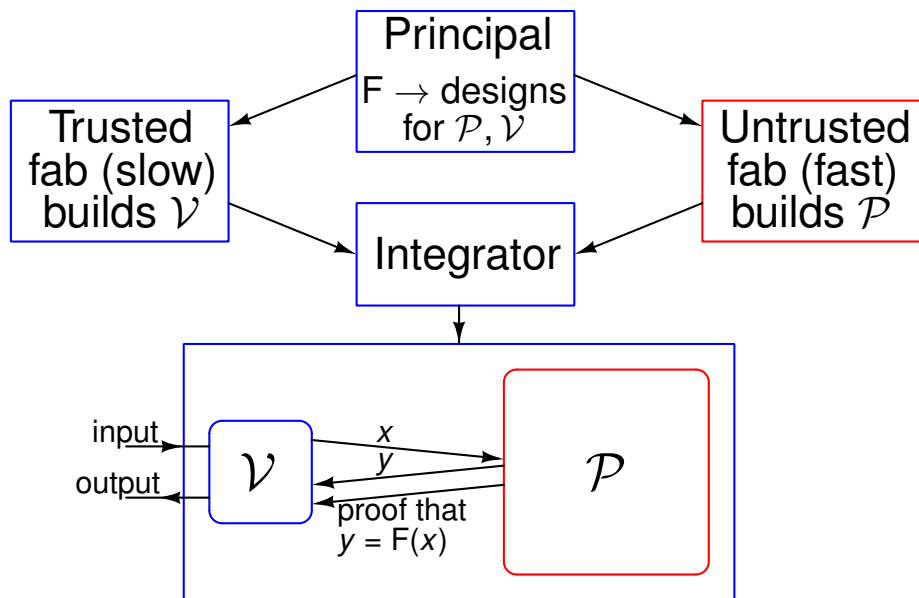 Principal
F → designs
for 𝒫, 𝒱
Trusted
fab (slow)
builds 𝒱
Untrusted
fab (fast)
builds 𝒫
Integrator
input
output
𝒱
x
y
proof that
y = F(x)
𝒫